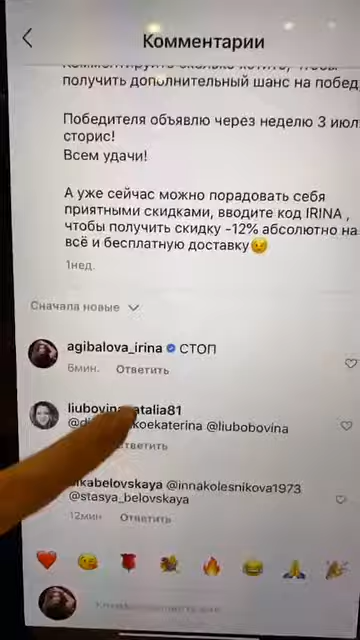 Комментарии
получить дополнительный шанс на побед
Победителя объявлю через неделю 3 июл
сторис!
Всем удачи!
А уже сейчас можно порадовать себя
приятными скидками, вводите код IRINA ,
чтобы получить скидку -12% абсолютно на
всё и бесплатную доставку😉
1нед.
Сначала новые
agibalova_irina СТОП
6мин. Ответить
@liubobovina
Ответить
belovskaya @innakolesnikova1973
@stasya_belovskaya
12мин Ответить